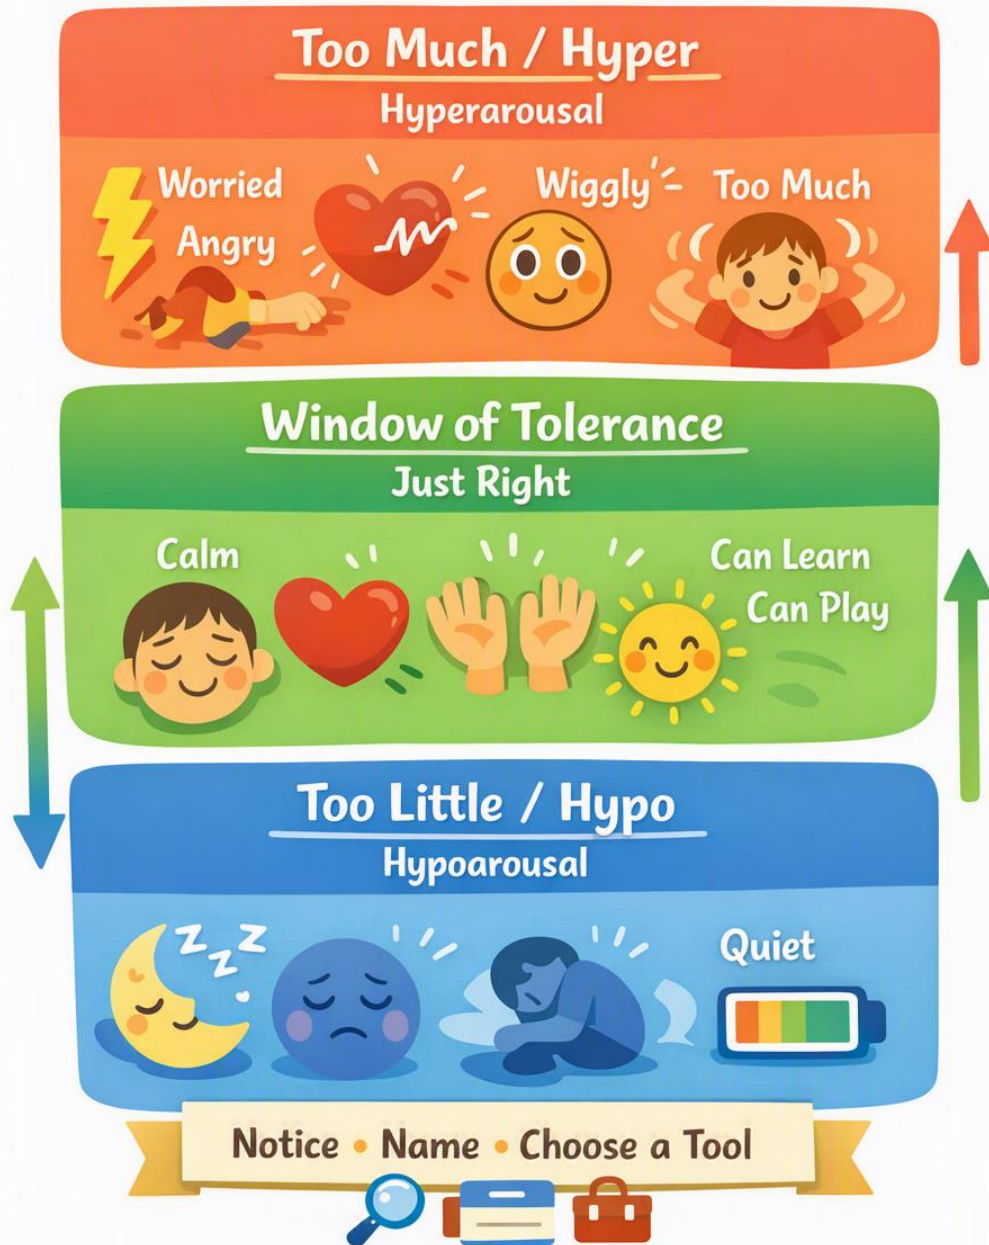 Too Much / Hyper
Hyperarousal
Worried
Angry
Wiggly
Too Much
Window of Tolerance
Just Right
Calm
Can Learn
Can Play
Too Little / Hypo
Hypoarousal
z z z
Quiet
Notice • Name • Choose a Tool